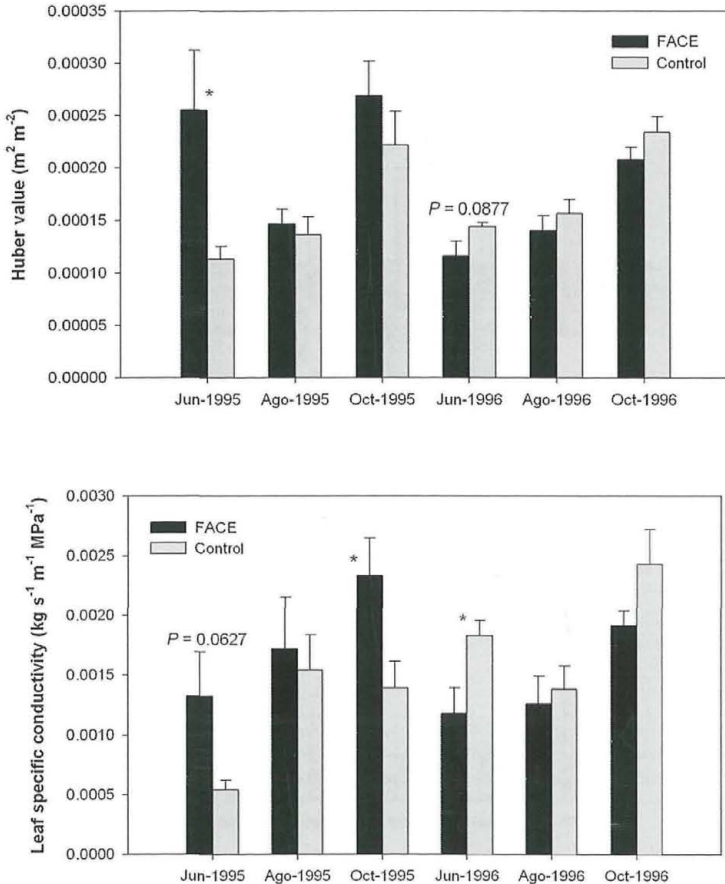 0.00035
0.00030
0.00025
0.00020
0.00015
0.00010
0.00005
0.00000
Huber value (m² m⁻²)
FACE
Control
*
P = 0.0877
Jun-1995 Ago-1995 Oct-1995 Jun-1996 Ago-1996 Oct-1996
0.0030
0.0025
0.0020
0.0015
0.0010
0.0005
0.0000
Leaf specific conductivity (kg s⁻¹ m⁻¹ MPa⁻¹)
FACE
Control
P = 0.0627
*
*
Jun-1995 Ago-1995 Oct-1995 Jun-1996 Ago-1996 Oct-1996